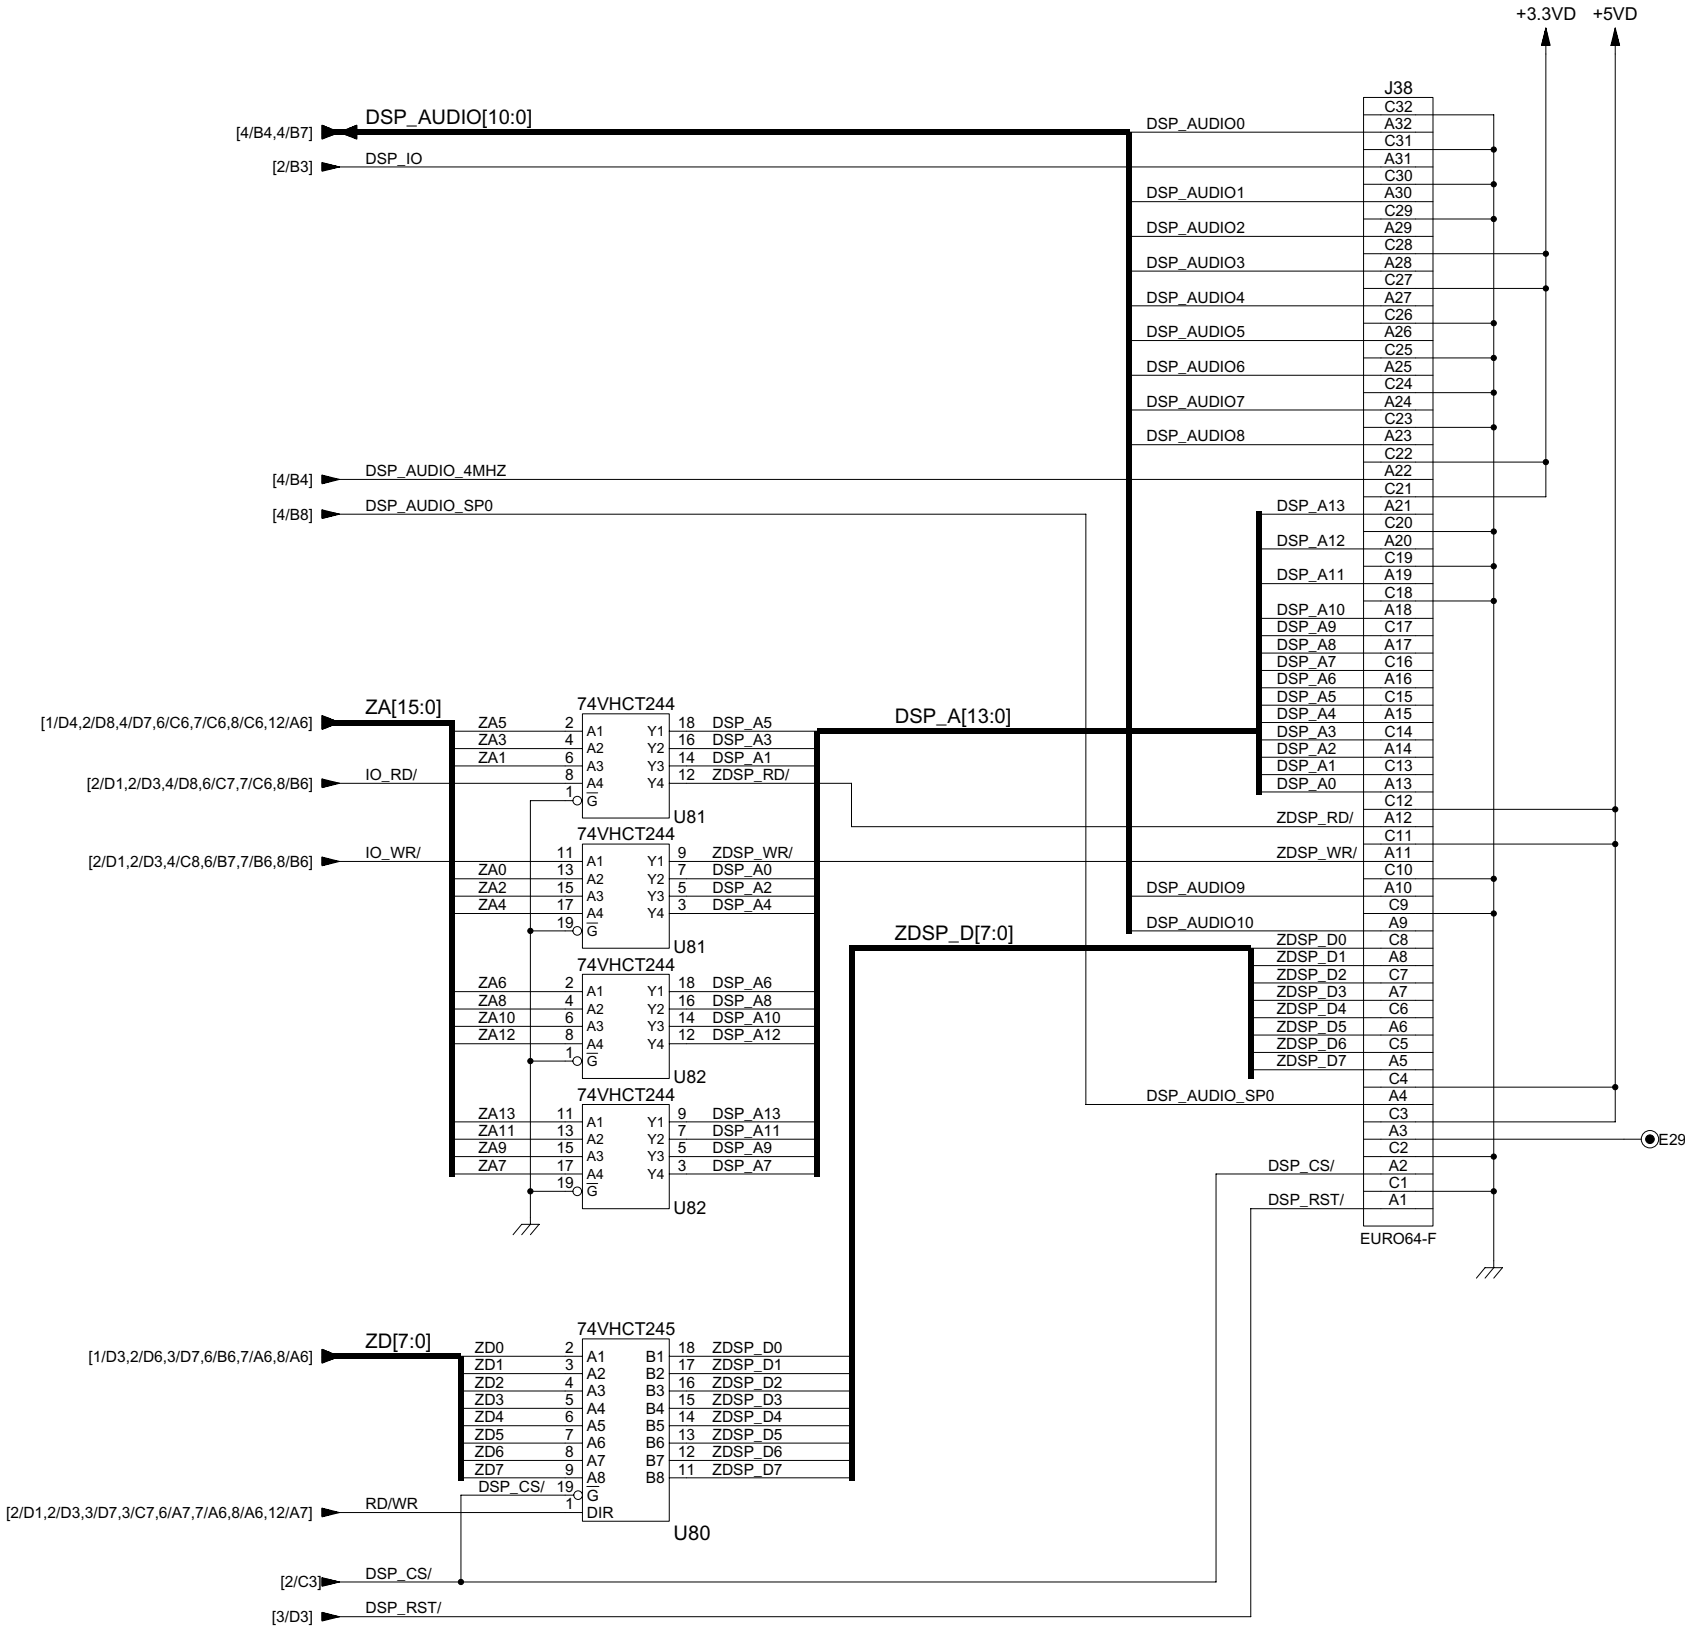 +3.3VD +5VD
J38
C32
DSP_AUDIO[10:0]
[4/B4,4/B7] DSP_AUDIO0 A32
C31
[2/B3] DSP_IO A31
C30
DSP_AUDIO1 A30
C29
DSP_AUDIO2 A29
C28
DSP_AUDIO3 A28
C27
DSP_AUDIO4 A27
C26
DSP_AUDIO5 A26
C25
DSP_AUDIO6 A25
C24
DSP_AUDIO7 A24
C23
DSP_AUDIO8 A23
C22
[4/B4] DSP_AUDIO_4MHZ A22
C21
[4/B8] DSP_AUDIO_SP0 DSP_A13 A21
C20
DSP_A12 A20
C19
DSP_A11 A19
C18
DSP_A10 A18
DSP_A9 C17
DSP_A8 A17
DSP_A7 C16
DSP_A6 A16
DSP_A5 C15
DSP_A4 A15
DSP_A3 C14
DSP_A2 A14
DSP_A1 C13
DSP_A0 A13
C12
ZDSP_RD/ A12
C11
ZDSP_WR/ A11
C10
DSP_AUDIO9 A10
C9
DSP_AUDIO10 A9
ZDSP_D0 C8
ZDSP_D1 A8
ZDSP_D2 C7
ZDSP_D3 A7
ZDSP_D4 C6
ZDSP_D5 A6
ZDSP_D6 C5
ZDSP_D7 A5
C4
DSP_AUDIO_SP0 A4
C3
A3 E29
C2
DSP_CS/ A2
C1
DSP_RST/ A1
EURO64-F
DSP_A[13:0]
ZDSP_D[7:0]
ZA[15:0]
[1/D4,2/D8,4/D7,6/C6,7/C6,8/C6,12/A6]
74VHCT244
ZA5 2 A1 Y1 18 DSP_A5
ZA3 4 A2 Y2 16 DSP_A3
ZA1 6 A3 Y3 14 DSP_A1
[2/D1,2/D3,4/D8,6/C7,7/C6,8/B6] IO_RD/ 8 A4 Y4 12 ZDSP_RD/
1 G
U81
74VHCT244
[2/D1,2/D3,4/C8,6/B7,7/B6,8/B6] IO_WR/ 11 A1 Y1 9 ZDSP_WR/
ZA0 13 A2 Y2 7 DSP_A0
ZA2 15 A3 Y3 5 DSP_A2
ZA4 17 A4 Y4 3 DSP_A4
19 G
U81
74VHCT244
ZA6 2 A1 Y1 18 DSP_A6
ZA8 4 A2 Y2 16 DSP_A8
ZA10 6 A3 Y3 14 DSP_A10
ZA12 8 A4 Y4 12 DSP_A12
1 G
U82
74VHCT244
ZA13 11 A1 Y1 9 DSP_A13
ZA11 13 A2 Y2 7 DSP_A11
ZA9 15 A3 Y3 5 DSP_A9
ZA7 17 A4 Y4 3 DSP_A7
19 G
U82
ZD[7:0]
[1/D3,2/D6,3/D7,6/B6,7/A6,8/A6]
74VHCT245
ZD0 2 A1 B1 18 ZDSP_D0
ZD1 3 A2 B2 17 ZDSP_D1
ZD2 4 A3 B3 16 ZDSP_D2
ZD3 5 A4 B4 15 ZDSP_D3
ZD4 6 A5 B5 14 ZDSP_D4
ZD5 7 A6 B6 13 ZDSP_D5
ZD6 8 A7 B7 12 ZDSP_D6
ZD7 9 A8 B8 11 ZDSP_D7
DSP_CS/ 19 G
[2/D1,2/D3,3/D7,3/C7,6/A7,7/A6,8/A6,12/A7] RD/WR 1 DIR
U80
[2/C3] DSP_CS/
[3/D3] DSP_RST/